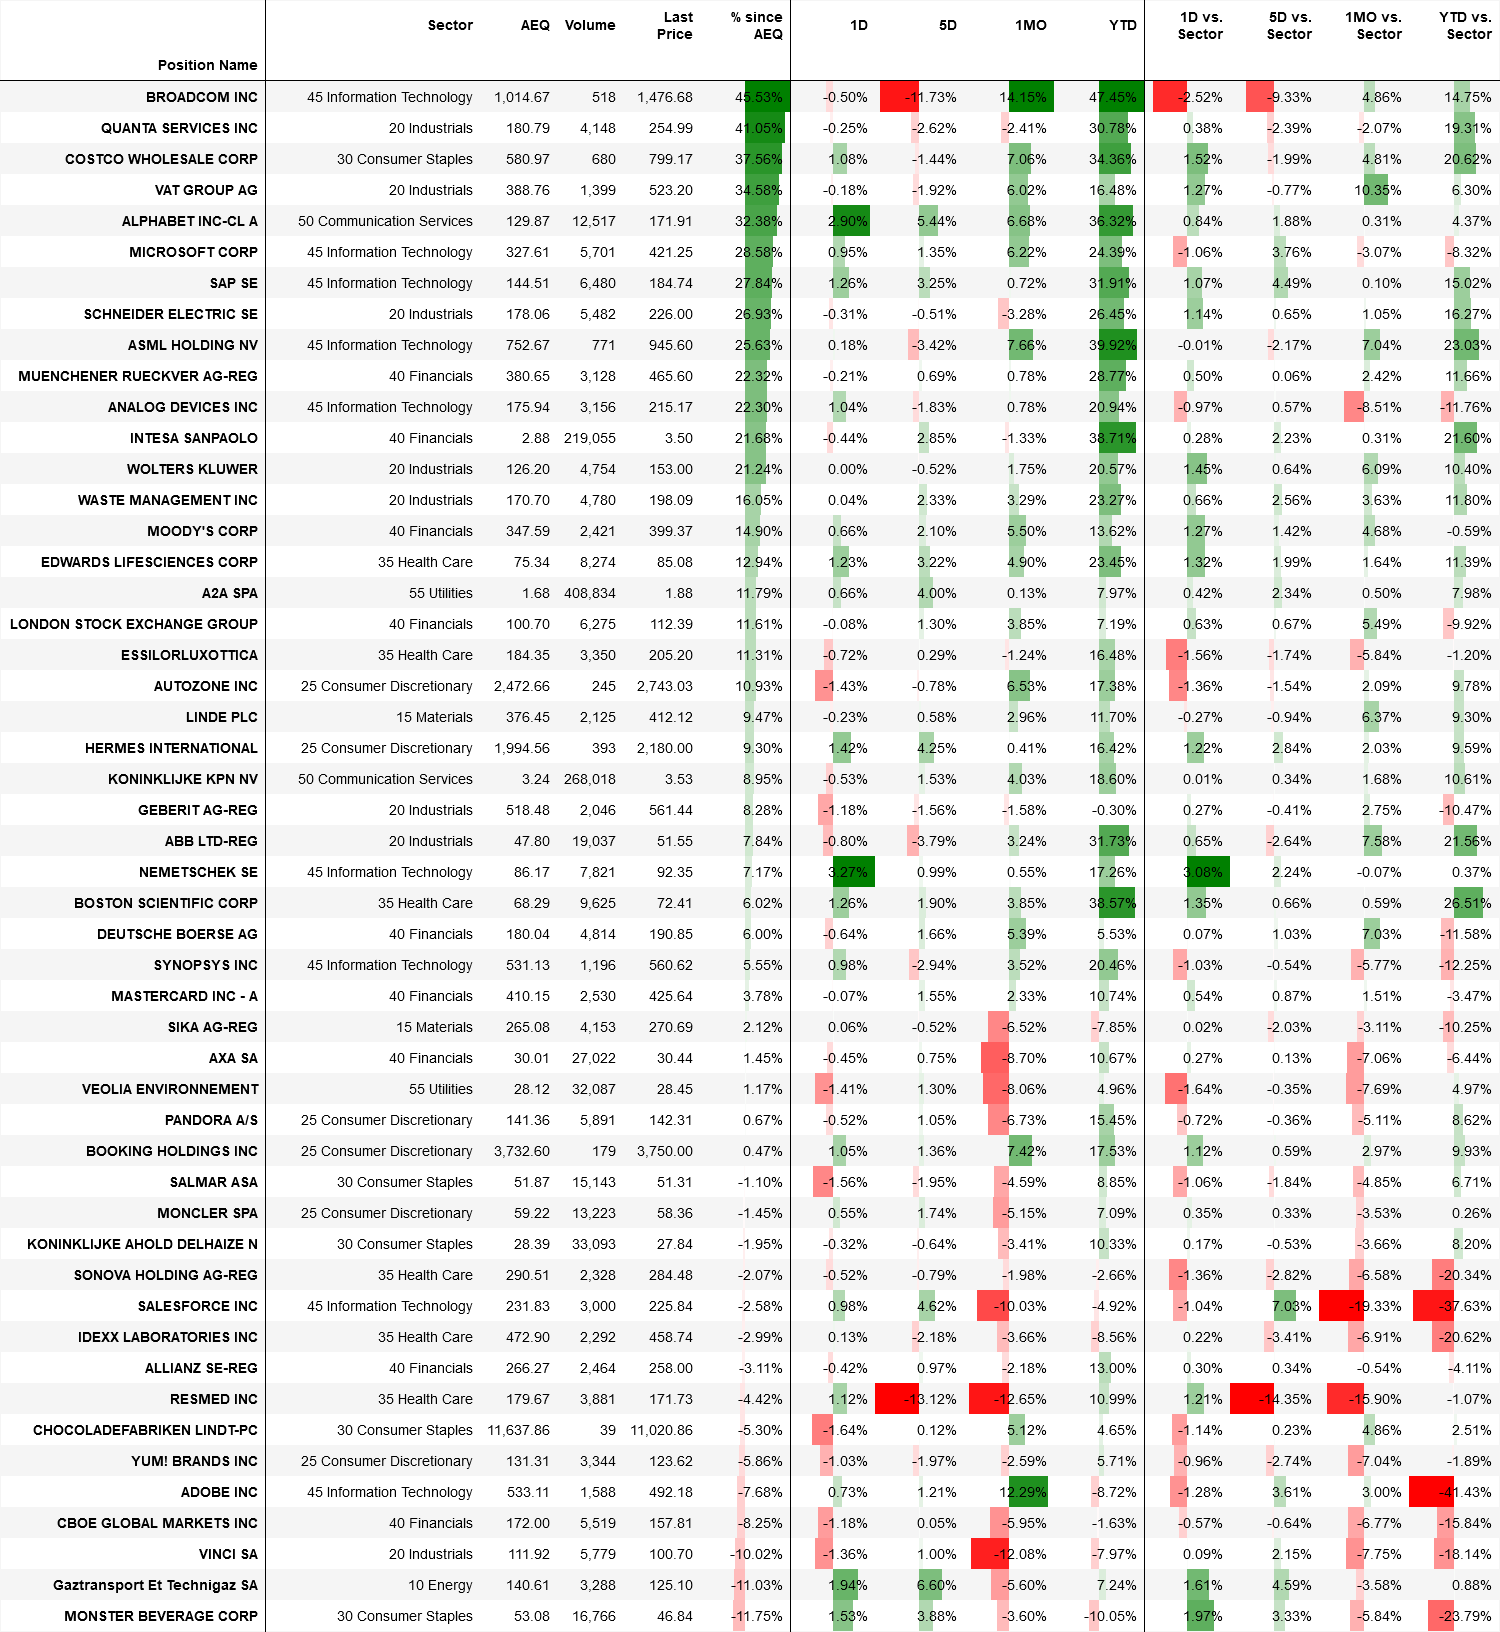 Position Name Sector AEQ Volume Last Price % since AEQ 1D 5D 1MO YTD 1D vs. Sector 5D vs. Sector 1MO vs. Sector YTD vs. Sector
BROADCOM INC 45 Information Technology 1,014.67 518 1,476.68 45.53% -0.50% -11.73% 14.15% 47.45% -2.52% -9.33% 4.86% 14.75%
QUANTA SERVICES INC 20 Industrials 180.79 4,148 254.99 41.05% -0.25% -2.62% -2.41% 30.78% 0.38% -2.39% -2.07% 19.31%
COSTCO WHOLESALE CORP 30 Consumer Staples 580.97 680 799.17 37.56% 1.08% -1.44% 7.06% 34.36% 1.52% -1.99% 4.81% 20.62%
VAT GROUP AG 20 Industrials 388.76 1,399 523.20 34.58% -0.18% -1.92% 6.02% 16.48% 1.27% -0.77% 10.35% 6.30%
ALPHABET INC-CL A 50 Communication Services 129.87 12,517 171.91 32.38% 2.90% 5.44% 6.68% 36.32% 0.84% 1.88% 0.31% 4.37%
MICROSOFT CORP 45 Information Technology 327.61 5,701 421.25 28.58% 0.95% 1.35% 6.22% 24.39% -1.06% 3.76% -3.07% -8.32%
SAP SE 45 Information Technology 144.51 6,480 184.74 27.84% 1.26% 3.25% 0.72% 31.91% 1.07% 4.49% 0.10% 15.02%
SCHNEIDER ELECTRIC SE 20 Industrials 178.06 5,482 226.00 26.93% -0.31% -0.51% -3.28% 26.45% 1.14% 0.65% 1.05% 16.27%
ASML HOLDING NV 45 Information Technology 752.67 771 945.60 25.63% 0.18% -3.42% 7.66% 39.92% -0.01% -2.17% 7.04% 23.03%
MUENCHENER RUECKVER AG-REG 40 Financials 380.65 3,128 465.60 22.32% -0.21% 0.69% 0.78% 28.77% 0.50% 0.06% 2.42% 11.66%
ANALOG DEVICES INC 45 Information Technology 175.94 3,156 215.17 22.30% 1.04% -1.83% 0.78% 20.94% -0.97% 0.57% -8.51% -11.76%
INTESA SANPAOLO 40 Financials 2.88 219,055 3.50 21.68% -0.44% 2.85% -1.33% 38.71% 0.28% 2.23% 0.31% 21.60%
WOLTERS KLUWER 20 Industrials 126.20 4,754 153.00 21.24% 0.00% -0.52% 1.75% 20.57% 1.45% 0.64% 6.09% 10.40%
WASTE MANAGEMENT INC 20 Industrials 170.70 4,780 198.09 16.05% 0.04% 2.33% 3.29% 23.27% 0.66% 2.56% 3.63% 11.80%
MOODY'S CORP 40 Financials 347.59 2,421 399.37 14.90% 0.66% 2.10% 5.50% 13.62% 1.27% 1.42% 4.68% -0.59%
EDWARDS LIFESCIENCES CORP 35 Health Care 75.34 8,274 85.08 12.94% 1.23% 3.22% 4.90% 23.45% 1.32% 1.99% 1.64% 11.39%
A2A SPA 55 Utilities 1.68 408,834 1.88 11.79% 0.66% 4.00% 0.13% 7.97% 0.42% 2.34% 0.50% 7.98%
LONDON STOCK EXCHANGE GROUP 40 Financials 100.70 6,275 112.39 11.61% -0.08% 1.30% 3.85% 7.19% 0.63% 0.67% 5.49% -9.92%
ESSILORLUXOTTICA 35 Health Care 184.35 3,350 205.20 11.31% -0.72% 0.29% -1.24% 16.48% -1.56% -1.74% -5.84% -1.20%
AUTOZONE INC 25 Consumer Discretionary 2,472.66 245 2,743.03 10.93% -1.43% -0.78% 6.53% 17.38% -1.36% -1.54% 2.09% 9.78%
LINDE PLC 15 Materials 376.45 2,125 412.12 9.47% -0.23% 0.58% 2.96% 11.70% -0.27% -0.94% 6.37% 9.30%
HERMES INTERNATIONAL 25 Consumer Discretionary 1,994.56 393 2,180.00 9.30% 1.42% 4.25% 0.41% 16.42% 1.22% 2.84% 2.03% 9.59%
KONINKLIJKE KPN NV 50 Communication Services 3.24 268,018 3.53 8.95% -0.53% 1.53% 4.03% 18.60% 0.01% 0.34% 1.68% 10.61%
GEBERIT AG-REG 20 Industrials 518.48 2,046 561.44 8.28% -1.18% -1.56% -1.58% -0.30% 0.27% -0.41% 2.75% -10.47%
ABB LTD-REG 20 Industrials 47.80 19,037 51.55 7.84% -0.80% -3.79% 3.24% 31.73% 0.65% -2.64% 7.58% 21.56%
NEMETSCHEK SE 45 Information Technology 86.17 7,821 92.35 7.17% 3.27% 0.99% 0.55% 17.26% 3.08% 2.24% -0.07% 0.37%
BOSTON SCIENTIFIC CORP 35 Health Care 68.29 9,625 72.41 6.02% 1.26% 1.90% 3.85% 38.57% 1.35% 0.66% 0.59% 26.51%
DEUTSCHE BOERSE AG 40 Financials 180.04 4,814 190.85 6.00% -0.64% 1.66% 5.39% 5.53% 0.07% 1.03% 7.03% -11.58%
SYNOPSYS INC 45 Information Technology 531.13 1,196 560.62 5.55% 0.98% -2.94% 3.52% 20.46% -1.03% -0.54% -5.77% -12.25%
MASTERCARD INC - A 40 Financials 410.15 2,530 425.64 3.78% -0.07% 1.55% 2.33% 10.74% 0.54% 0.87% 1.51% -3.47%
SIKA AG-REG 15 Materials 265.08 4,153 270.69 2.12% 0.06% -0.52% -6.52% -7.85% 0.02% -2.03% -3.11% -10.25%
AXA SA 40 Financials 30.01 27,022 30.44 1.45% -0.45% 0.75% -8.70% 10.67% 0.27% 0.13% -7.06% -6.44%
VEOLIA ENVIRONNEMENT 55 Utilities 28.12 32,087 28.45 1.17% -1.41% 1.30% -8.06% 4.96% -1.64% -0.35% -7.69% 4.97%
PANDORA A/S 25 Consumer Discretionary 141.36 5,891 142.31 0.67% -0.52% 1.05% -6.73% 15.45% -0.72% -0.36% -5.11% 8.62%
BOOKING HOLDINGS INC 25 Consumer Discretionary 3,732.60 179 3,750.00 0.47% 1.05% 1.36% 7.42% 17.53% 1.12% 0.59% 2.97% 9.93%
SALMAR ASA 30 Consumer Staples 51.87 15,143 51.31 -1.10% -1.56% -1.95% -4.59% 8.85% -1.06% -1.84% -4.85% 6.71%
MONCLER SPA 25 Consumer Discretionary 59.22 13,223 58.36 -1.45% 0.55% 1.74% -5.15% 7.09% 0.35% 0.33% -3.53% 0.26%
KONINKLIJKE AHOLD DELHAIZE N 30 Consumer Staples 28.39 33,093 27.84 -1.95% -0.32% -0.64% -3.41% 10.33% 0.17% -0.53% -3.66% 8.20%
SONOVA HOLDING AG-REG 35 Health Care 290.51 2,328 284.48 -2.07% -0.52% -0.79% -1.98% -2.66% -1.36% -2.82% -6.58% -20.34%
SALESFORCE INC 45 Information Technology 231.83 3,000 225.84 -2.58% 0.98% 4.62% -10.03% -4.92% -1.04% 7.03% -19.33% -37.63%
IDEXX LABORATORIES INC 35 Health Care 472.90 2,292 458.74 -2.99% 0.13% -2.18% -3.66% -8.56% 0.22% -3.41% -6.91% -20.62%
ALLIANZ SE-REG 40 Financials 266.27 2,464 258.00 -3.11% -0.42% 0.97% -2.18% 13.00% 0.30% 0.34% -0.54% -4.11%
RESMED INC 35 Health Care 179.67 3,881 171.73 -4.42% 1.12% -13.12% -12.65% 10.99% 1.21% -14.35% -15.90% -1.07%
CHOCOLADEFABRIKEN LINDT-PC 30 Consumer Staples 11,637.86 39 11,020.86 -5.30% -1.64% 0.12% 5.12% 4.65% -1.14% 0.23% 4.86% 2.51%
YUM! BRANDS INC 25 Consumer Discretionary 131.31 3,344 123.62 -5.86% -1.03% -1.97% -2.59% 5.71% -0.96% -2.74% -7.04% -1.89%
ADOBE INC 45 Information Technology 533.11 1,588 492.18 -7.68% 0.73% 1.21% 12.29% -8.72% -1.28% 3.61% 3.00% -41.43%
CBOE GLOBAL MARKETS INC 40 Financials 172.00 5,519 157.81 -8.25% -1.18% 0.05% -5.95% -1.63% -0.57% -0.64% -6.77% -15.84%
VINCI SA 20 Industrials 111.92 5,779 100.70 -10.02% -1.36% 1.00% -12.08% -7.97% 0.09% 2.15% -7.75% -18.14%
Gaztransport Et Technigaz SA 10 Energy 140.61 3,288 125.10 -11.03% 1.94% 6.60% -5.60% 7.24% 1.61% 4.59% -3.58% 0.88%
MONSTER BEVERAGE CORP 30 Consumer Staples 53.08 16,766 46.84 -11.75% 1.53% 3.88% -3.60% -10.05% 1.97% 3.33% -5.84% -23.79%